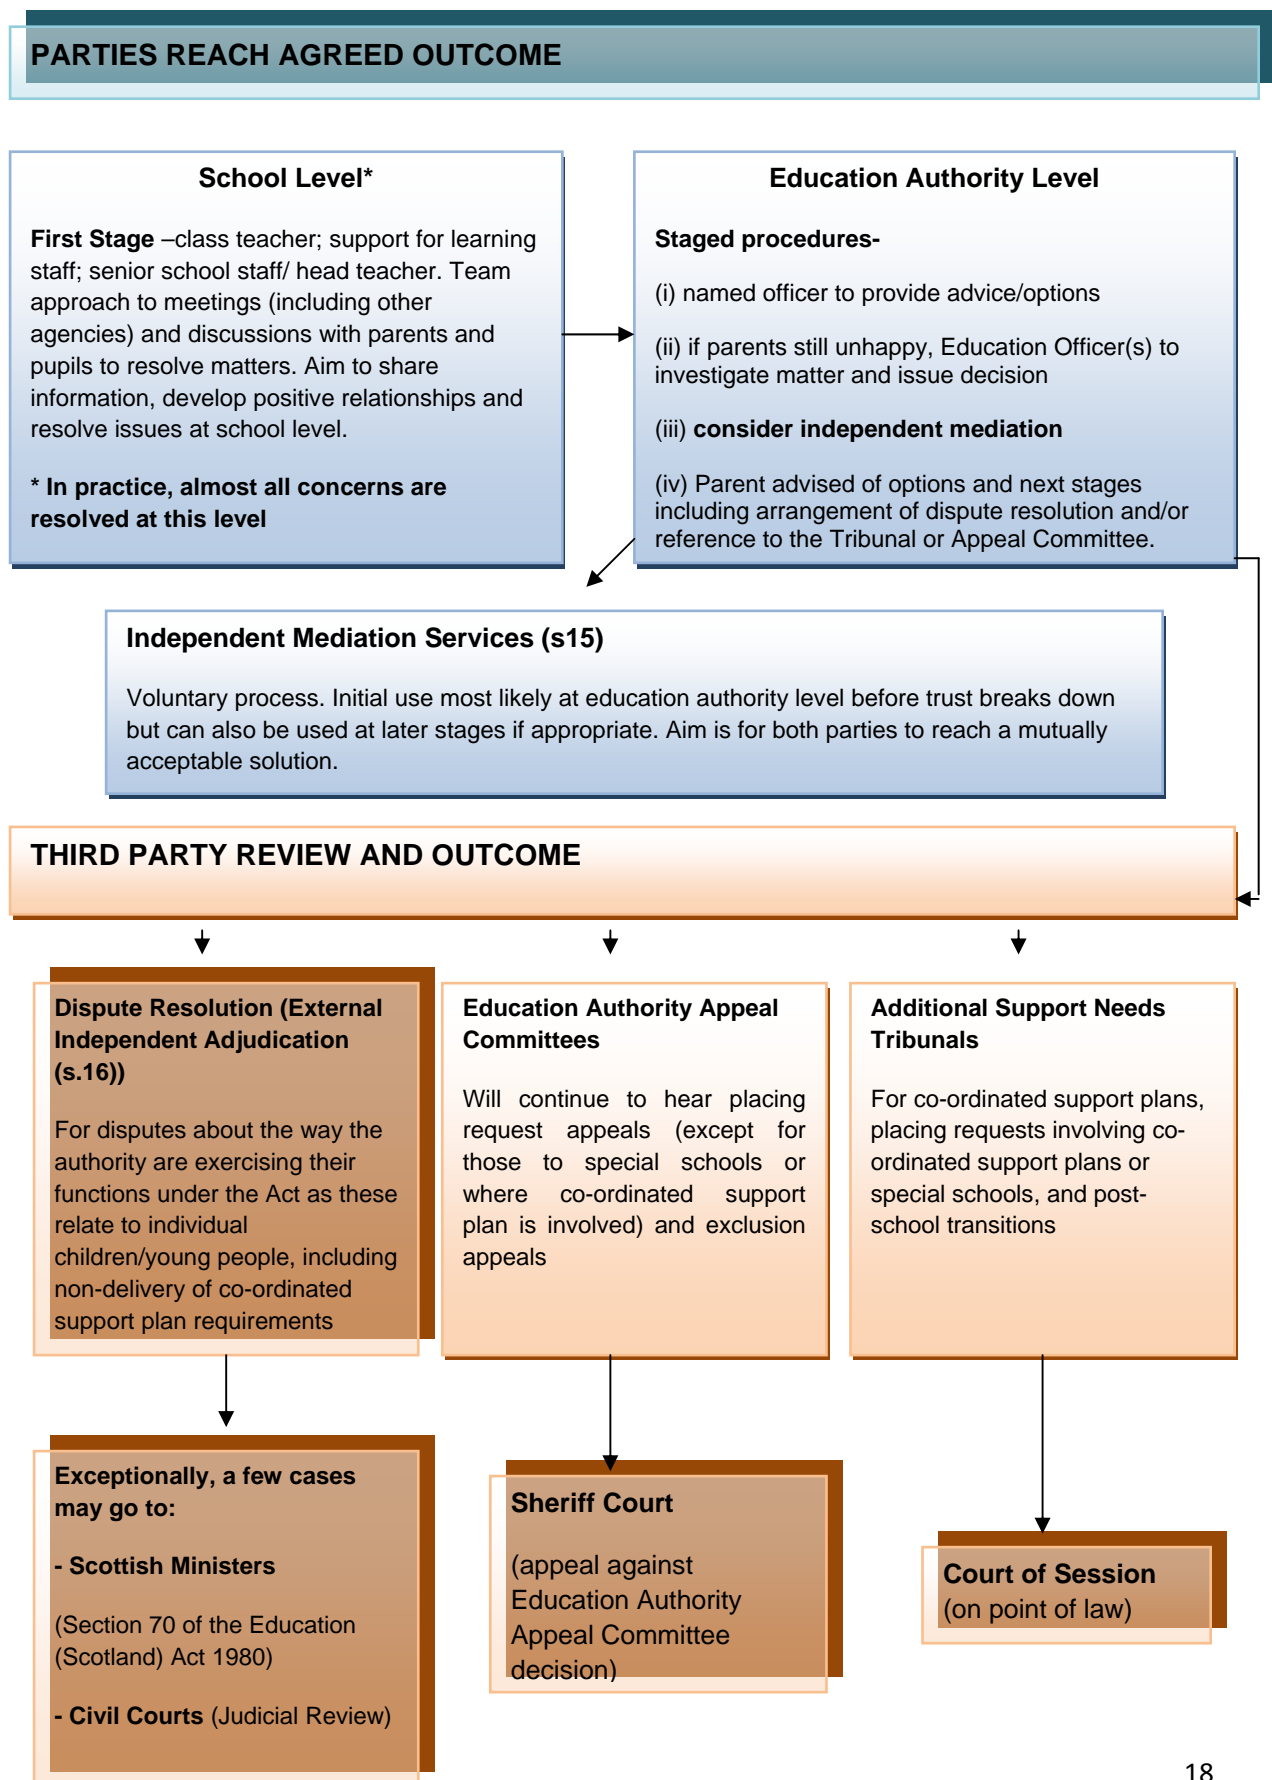 PARTIES REACH AGREED OUTCOME
School Level*
First Stage –class teacher; support for learning
staff; senior school staff/ head teacher. Team
approach to meetings (including other
agencies) and discussions with parents and
pupils to resolve matters. Aim to share
information, develop positive relationships and
resolve issues at school level.
* In practice, almost all concerns are
resolved at this level
Education Authority Level
Staged procedures-
(i) named officer to provide advice/options
(ii) if parents still unhappy, Education Officer(s) to
investigate matter and issue decision
(iii) consider independent mediation
(iv) Parent advised of options and next stages
including arrangement of dispute resolution and/or
reference to the Tribunal or Appeal Committee.
Independent Mediation Services (s15)
Voluntary process. Initial use most likely at education authority level before trust breaks down
but can also be used at later stages if appropriate. Aim is for both parties to reach a mutually
acceptable solution.
THIRD PARTY REVIEW AND OUTCOME
Dispute Resolution (External
Independent Adjudication
(s.16))
For disputes about the way the
authority are exercising their
functions under the Act as these
relate to individual
children/young people, including
non-delivery of co-ordinated
support plan requirements
Education Authority Appeal
Committees
Will continue to hear placing
request appeals (except for
those to special schools or
where co-ordinated support
plan is involved) and exclusion
appeals
Additional Support Needs
Tribunals
For co-ordinated support plans,
placing requests involving co-
ordinated support plans or
special schools, and post-
school transitions
Exceptionally, a few cases
may go to:
- Scottish Ministers
(Section 70 of the Education
(Scotland) Act 1980)
- Civil Courts (Judicial Review)
Sheriff Court
(appeal against
Education Authority
Appeal Committee
decision)
Court of Session
(on point of law)
18